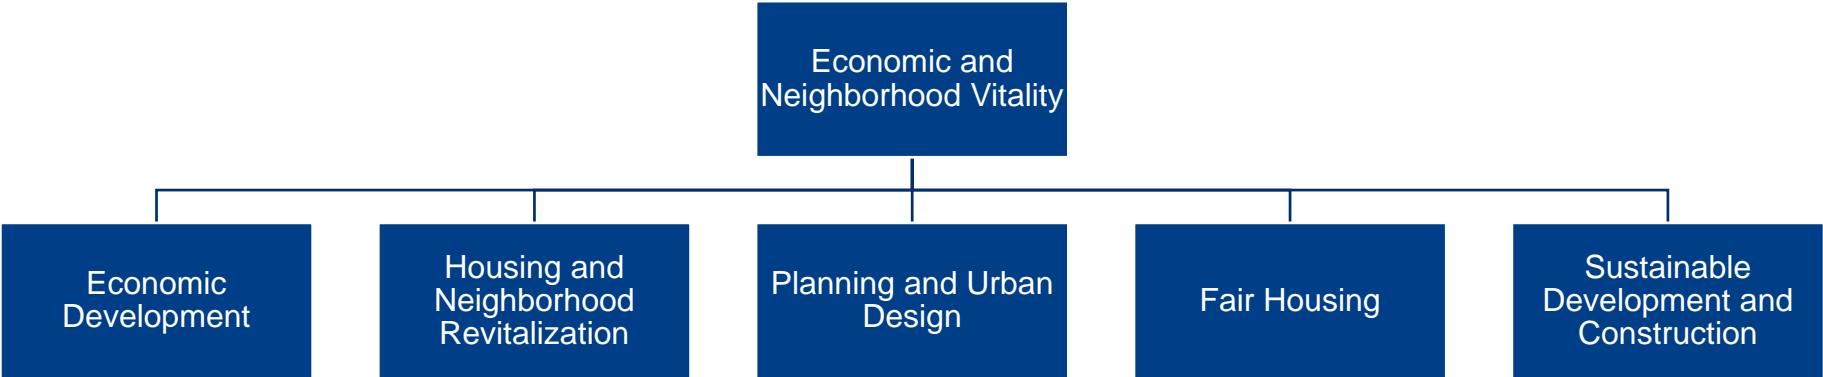 Economic and
Neighborhood Vitality
Economic
Development
Housing and
Neighborhood
Revitalization
Planning and Urban
Design
Fair Housing
Sustainable
Development and
Construction